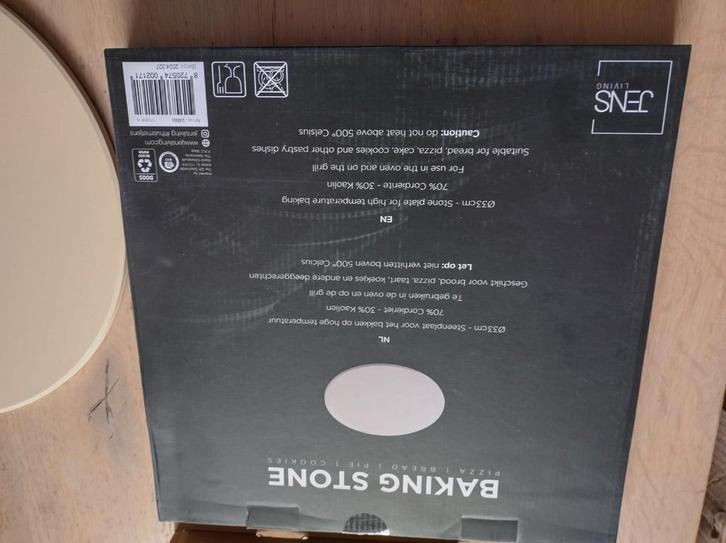 BAKING STONE
PIZZA | BREAD | PIE | COOKIES
NL
Ø33cm - Steenplaat voor het bakken op hoge temperatuur
70% Cordieriet - 30% Kaolien
Te gebruiken in de oven en op de grill
Geschikt voor brood, pizza, taart, koekjes en andere deeggerechten
Let op: niet verhitten boven 500° Celcius
EN
Ø33cm - Stone plate for high temperature baking
70% Cordierite - 30% Kaolin
For use in the oven and on the grill
Suitable for bread, pizza, cake, cookies and other pastry dishes
Caution: do not heat above 500° Celsius
JENS
LIVING
www.jensliving.com
8 720574 002171